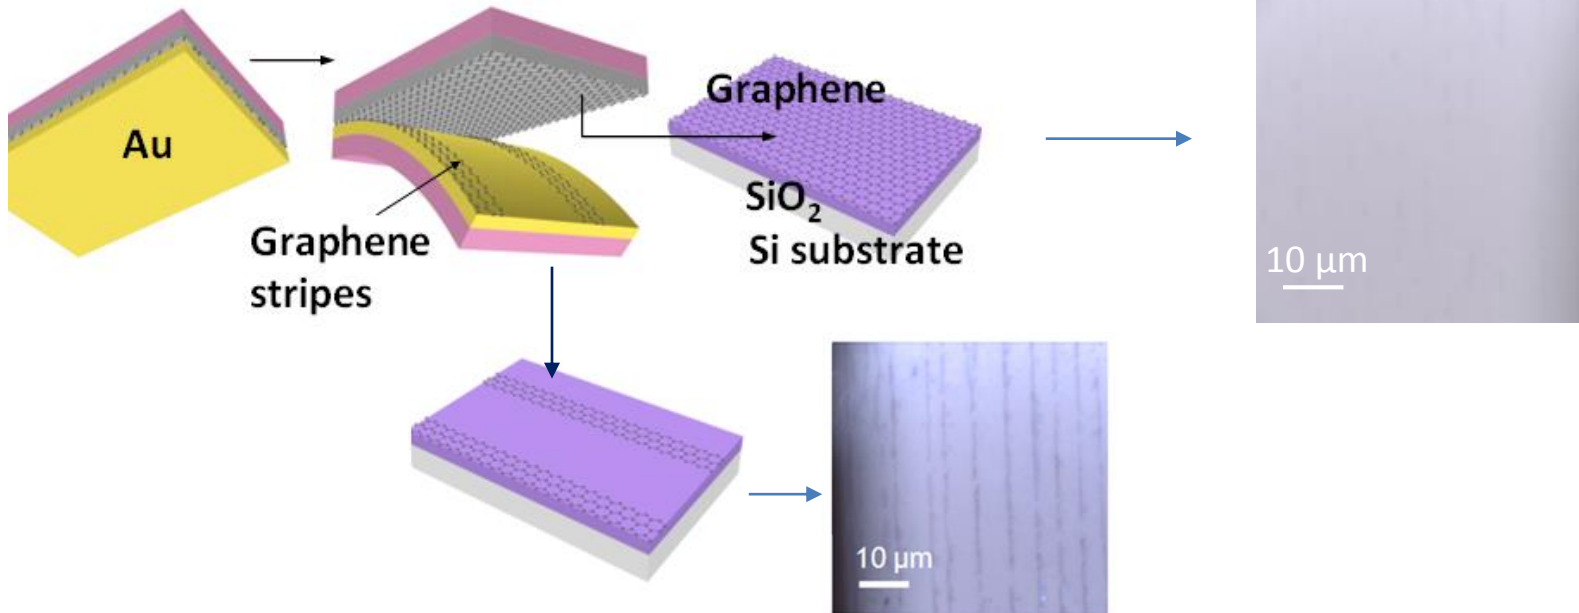 Au
Graphene
stripes
Graphene
SiO₂
Si substrate
10 μm
10 μm